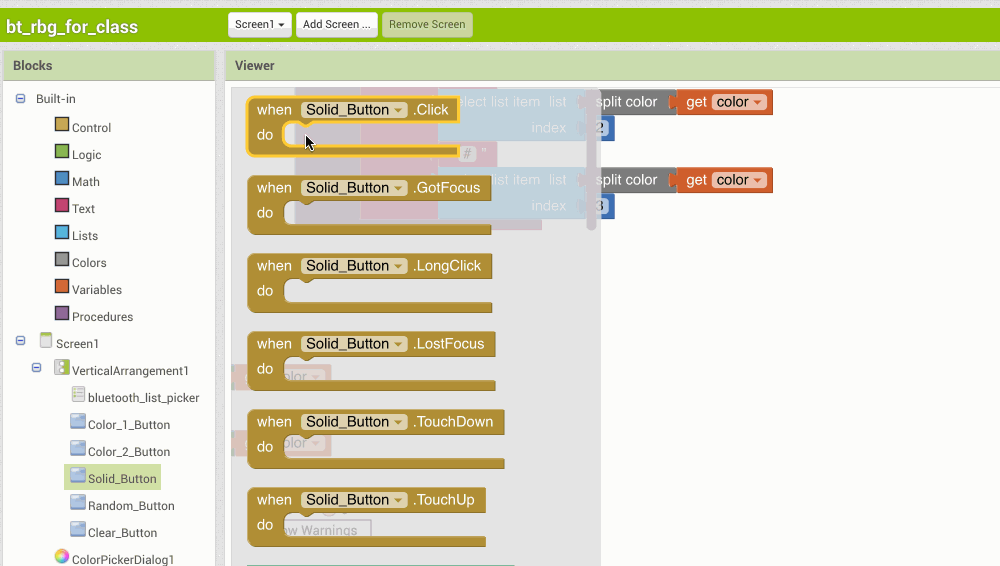 bt_rbg_for_class
Screen1
Add Screen ...
Remove Screen
Blocks
Viewer
Built-in
Control
Logic
Math
Text
Lists
Colors
Variables
Procedures
Screen1
VerticalArrangement1
bluetooth_list_picker
Color_1_Button
Color_2_Button
Solid_Button
Random_Button
Clear_Button
ColorPickerDialog1
when Solid_Button .Click
do
when Solid_Button .GotFocus
do
when Solid_Button .LongClick
do
when Solid_Button .LostFocus
do
when Solid_Button .TouchDown
do
when Solid_Button .TouchUp
do
elect list item list split color get color
index 2
" # "
list item list split color get color
index 3
olor
olor
ow Warnings